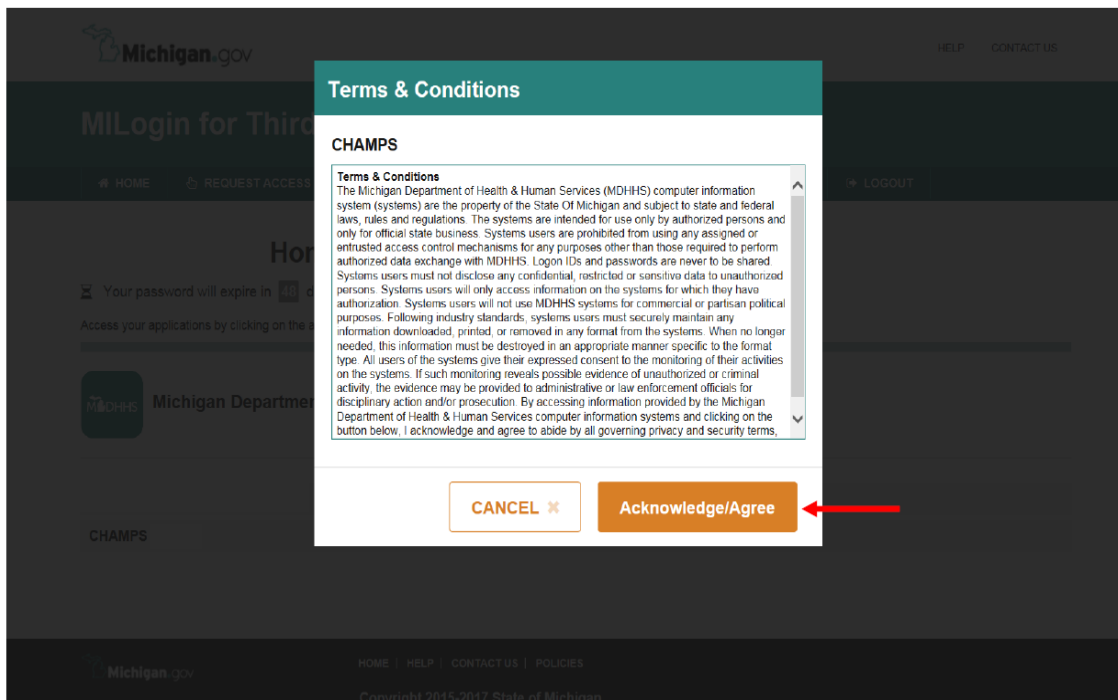 Michigan.gov
HELP CONTACT US
Terms & Conditions
MILogin for Third
CHAMPS
HOME REQUEST ACCESS LOGOUT
Terms & Conditions
The Michigan Department of Health & Human Services (MDHHS) computer information
system (systems) are the property of the State Of Michigan and subject to state and federal
laws, rules and regulations. The systems are intended for use only by authorized persons and
only for official state business. Systems users are prohibited from using any assigned or
entrusted access control mechanisms for any purposes other than those required to perform
authorized data exchange with MDHHS. Logon IDs and passwords are never to be shared.
Systems users must not disclose any confidential, restricted or sensitive data to unauthorized
persons. Systems users will only access information on the systems for which they have
authorization. Systems users will not use MDHHS systems for commercial or partisan political
purposes. Following industry standards, systems users must securely maintain any
information downloaded, printed, or removed in any format from the systems. When no longer
needed, this information must be destroyed in an appropriate manner specific to the format
type. All users of the systems give their expressed consent to the monitoring of their activities
on the systems. If such monitoring reveals possible evidence of unauthorized or criminal
activity, the evidence may be provided to administrative or law enforcement officials for
disciplinary action and/or prosecution. By accessing information provided by the Michigan
Department of Health & Human Services computer information systems and clicking on the
button below, I acknowledge and agree to abide by all governing privacy and security terms,
Hor
Your password will expire in 48 d
Access your applications by clicking on the a
MDHHS Michigan Departmen
CANCEL ✖ Acknowledge/Agree
CHAMPS
Michigan.gov
HOME | HELP | CONTACT US | POLICIES
Copyright 2015-2017 State of Michigan